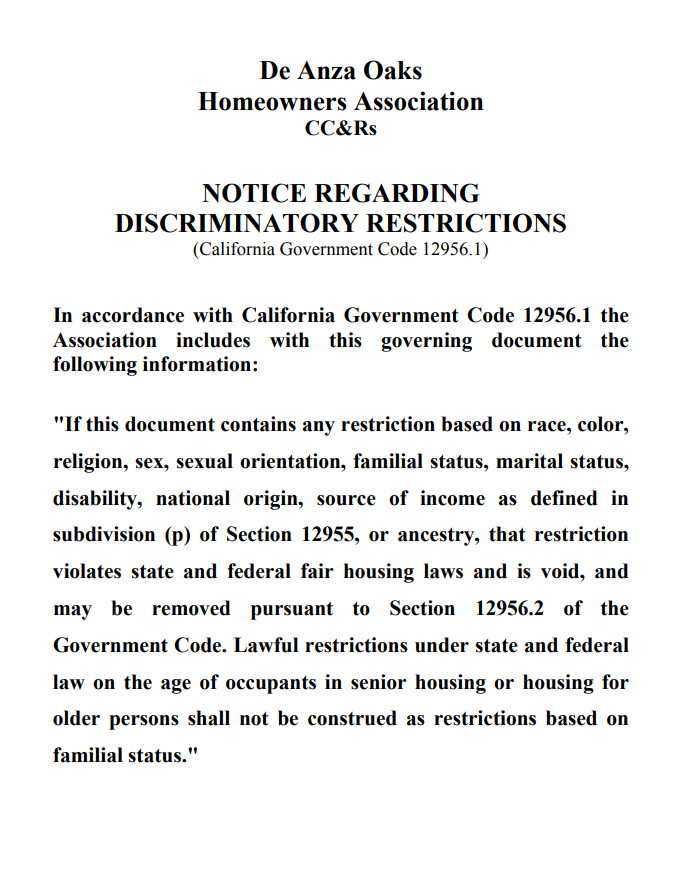 De Anza Oaks
Homeowners Association
CC&Rs
NOTICE REGARDING
DISCRIMINATORY RESTRICTIONS
(California Government Code 12956.1)
In accordance with California Government Code 12956.1 the
Association includes with this governing document the
following information:
"If this document contains any restriction based on race, color,
religion, sex, sexual orientation, familial status, marital status,
disability, national origin, source of income as defined in
subdivision (p) of Section 12955, or ancestry, that restriction
violates state and federal fair housing laws and is void, and
may be removed pursuant to Section 12956.2 of the
Government Code. Lawful restrictions under state and federal
law on the age of occupants in senior housing or housing for
older persons shall not be construed as restrictions based on
familial status."